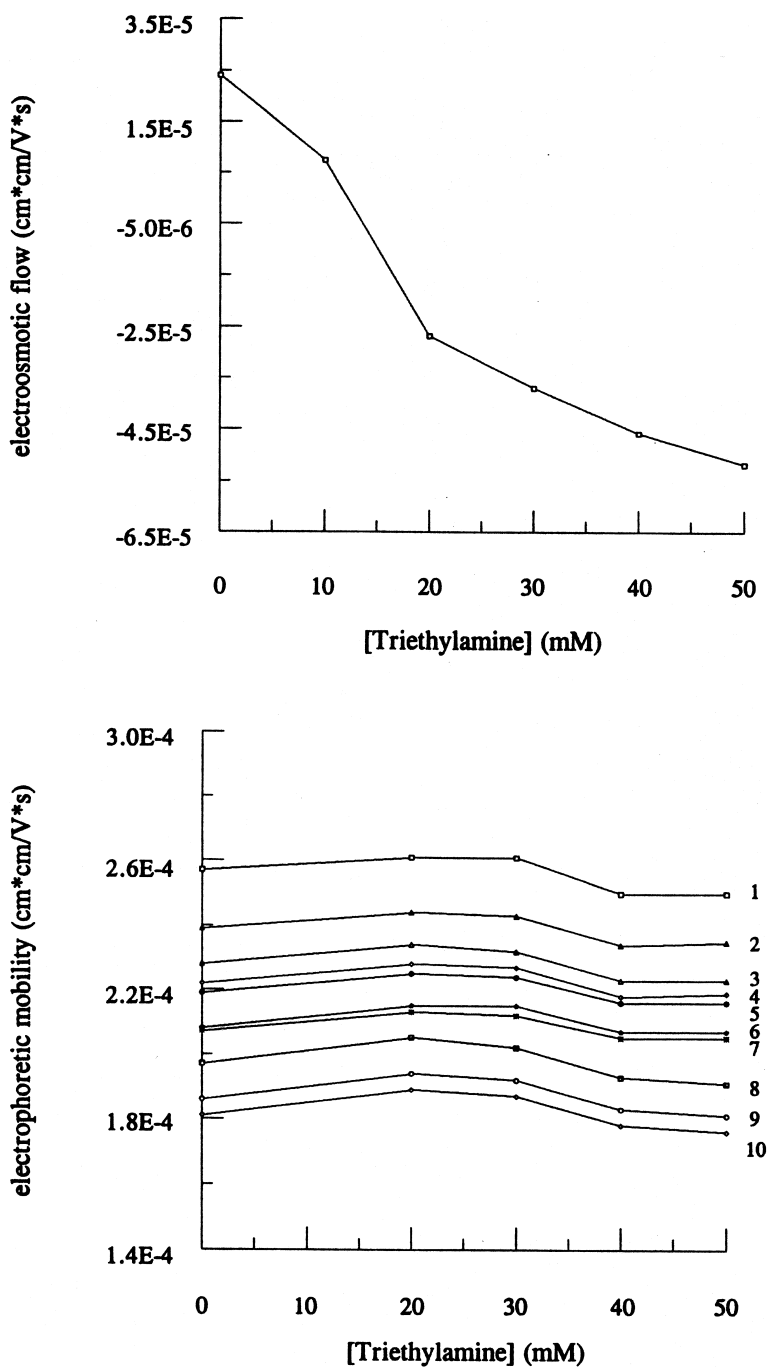 3.5E-5
1.5E-5
-5.0E-6
-2.5E-5
-4.5E-5
-6.5E-5
electroosmotic flow (cm*cm/V*s)
0 10 20 30 40 50
[Triethylamine] (mM)
3.0E-4
2.6E-4
2.2E-4
1.8E-4
1.4E-4
electrophoretic mobility (cm*cm/V*s)
1
2
3
4
5
6
7
8
9
10
0 10 20 30 40 50
[Triethylamine] (mM)